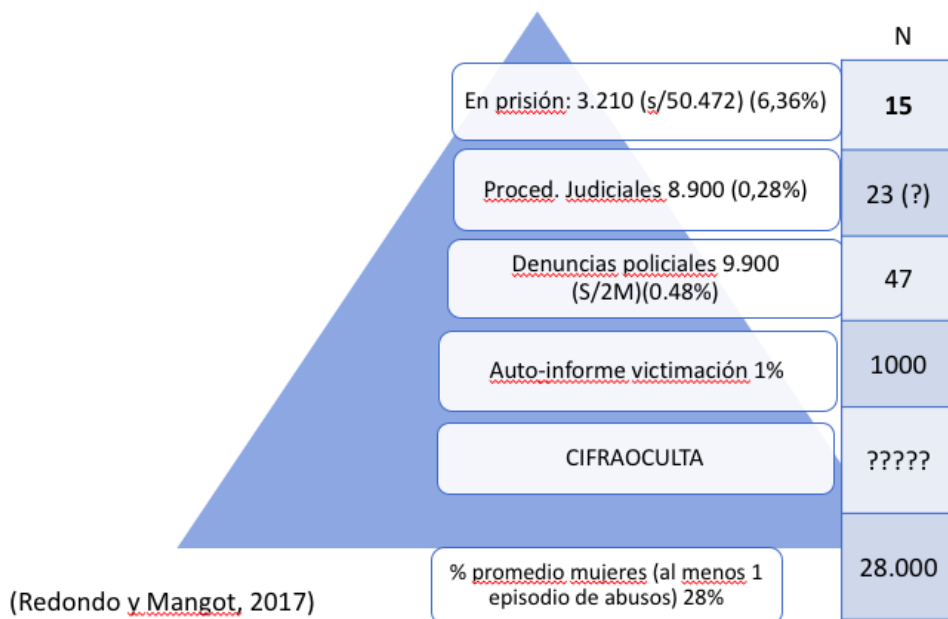 N
En prisión: 3.210 (s/50.472) (6,36%)
15
Proced. Judiciales 8.900 (0,28%)
23 (?)
Denuncias policiales 9.900
(S/2M)(0.48%)
47
Auto-informe victimación 1%
1000
CIFRAOCULTA
?????
% promedio mujeres (al menos 1
episodio de abusos) 28%
28.000
(Redondo y Mangot, 2017)